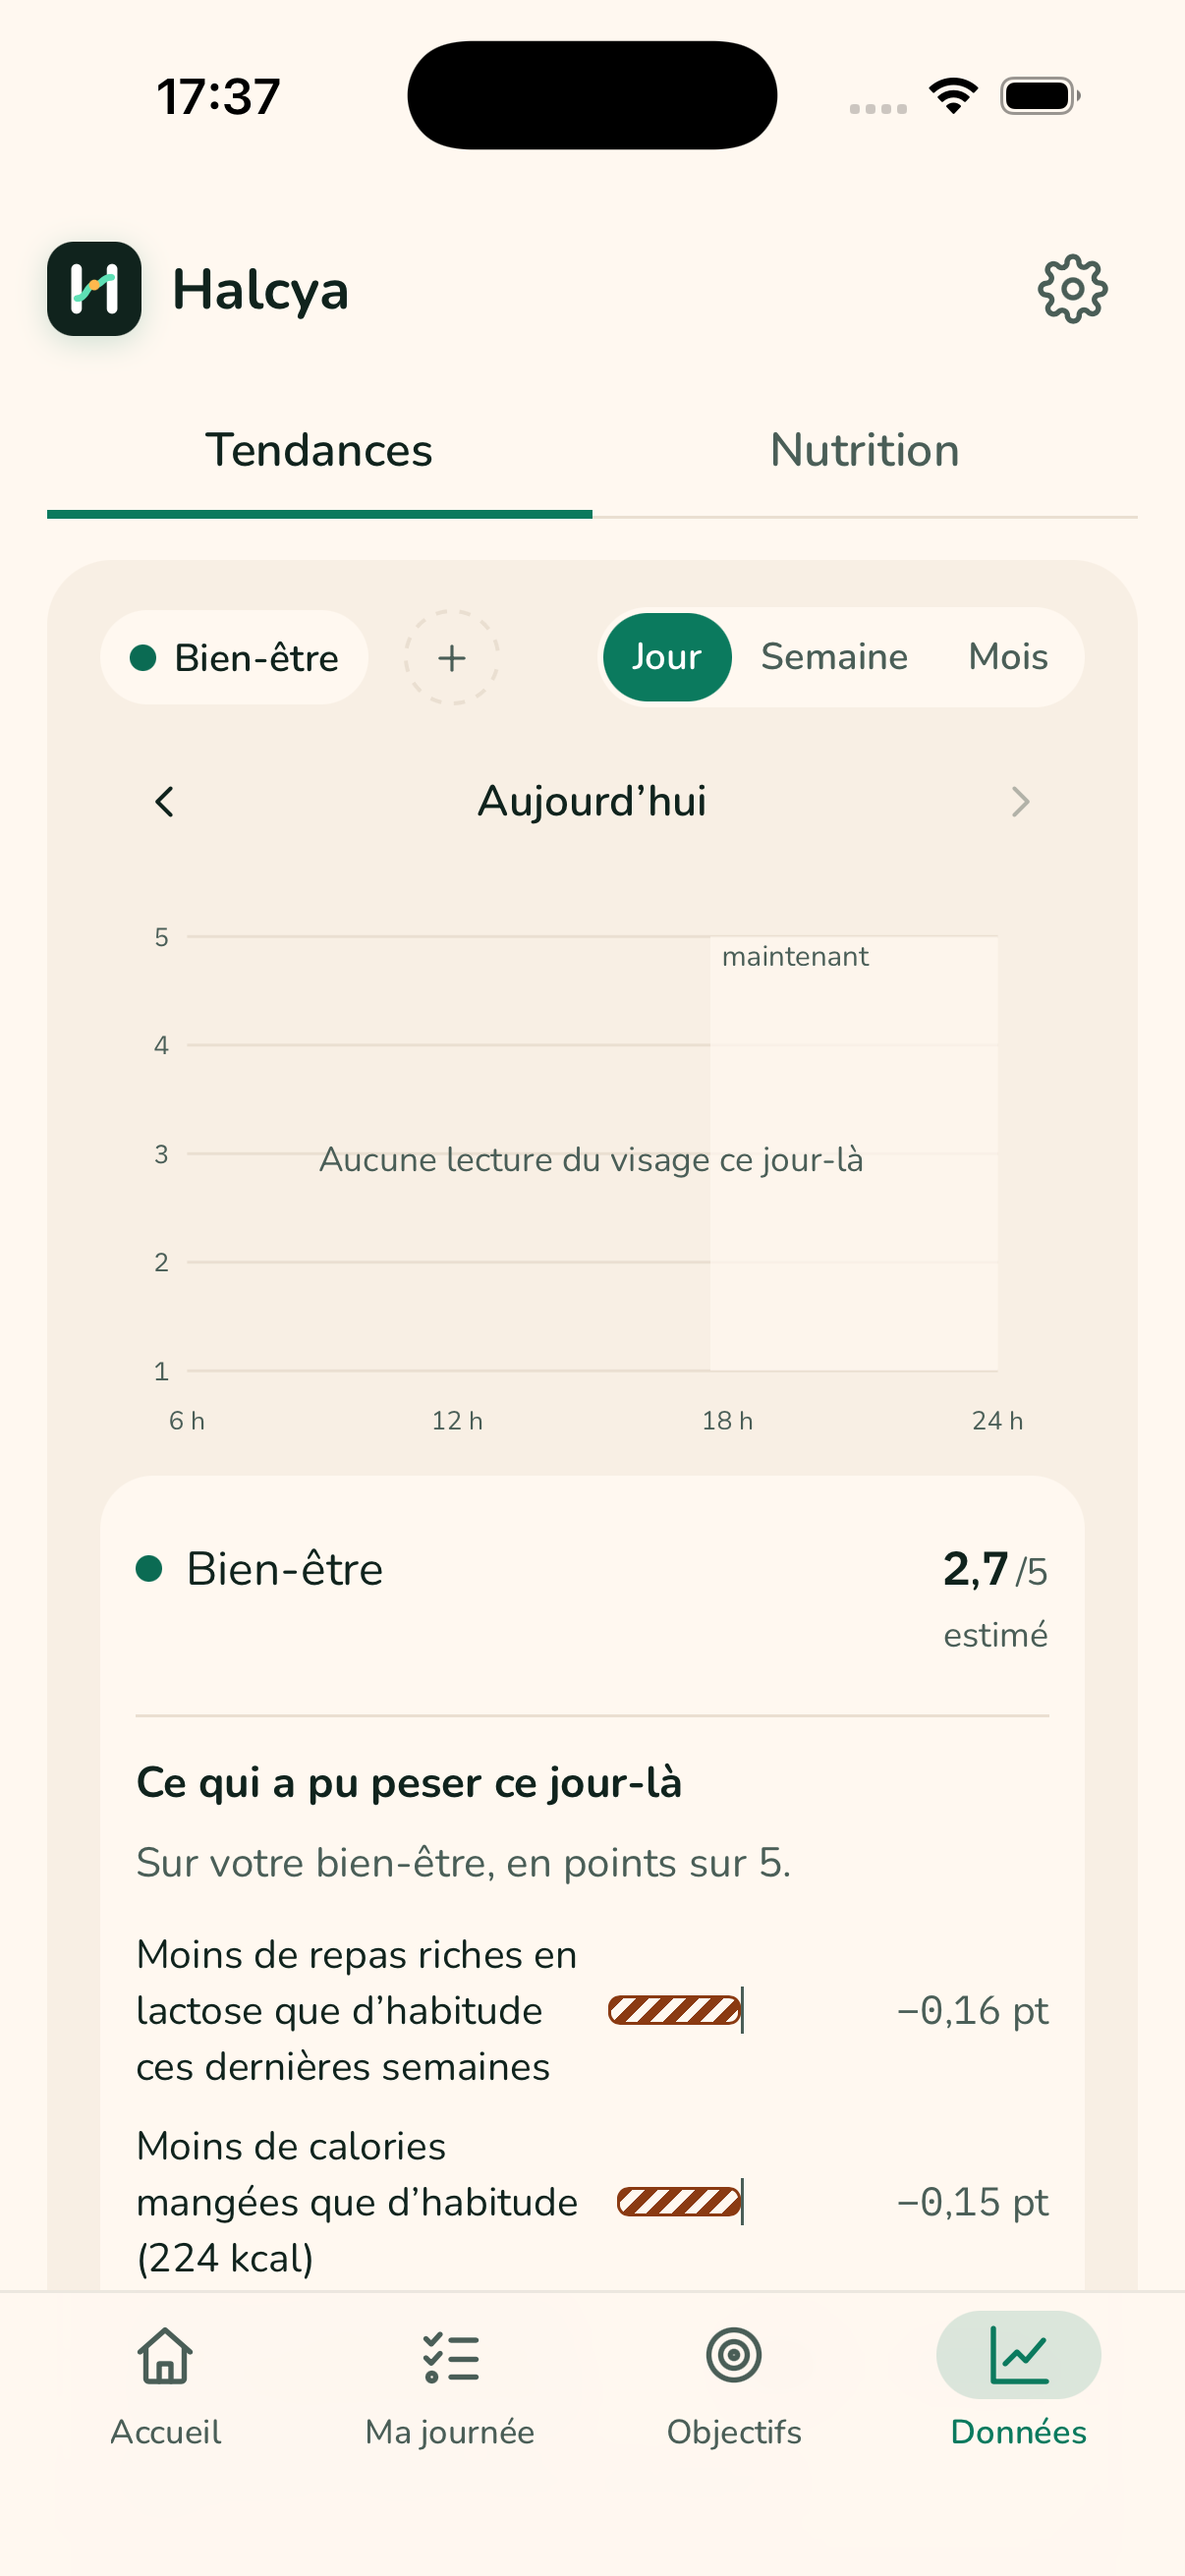 17:37
Halcya
Tendances
Nutrition
Bien-être
+
Jour
Semaine
Mois
Aujourd’hui
5
maintenant
4
3
Aucune lecture du visage ce jour-là
2
1
6 h
12 h
18 h
24 h
Bien-être
2,7 /5
estimé
Ce qui a pu peser ce jour-là
Sur votre bien-être, en points sur 5.
Moins de repas riches en
lactose que d’habitude
ces dernières semaines
−0,16 pt
Moins de calories
mangées que d’habitude
(224 kcal)
−0,15 pt
Accueil
Ma journée
Objectifs
Données